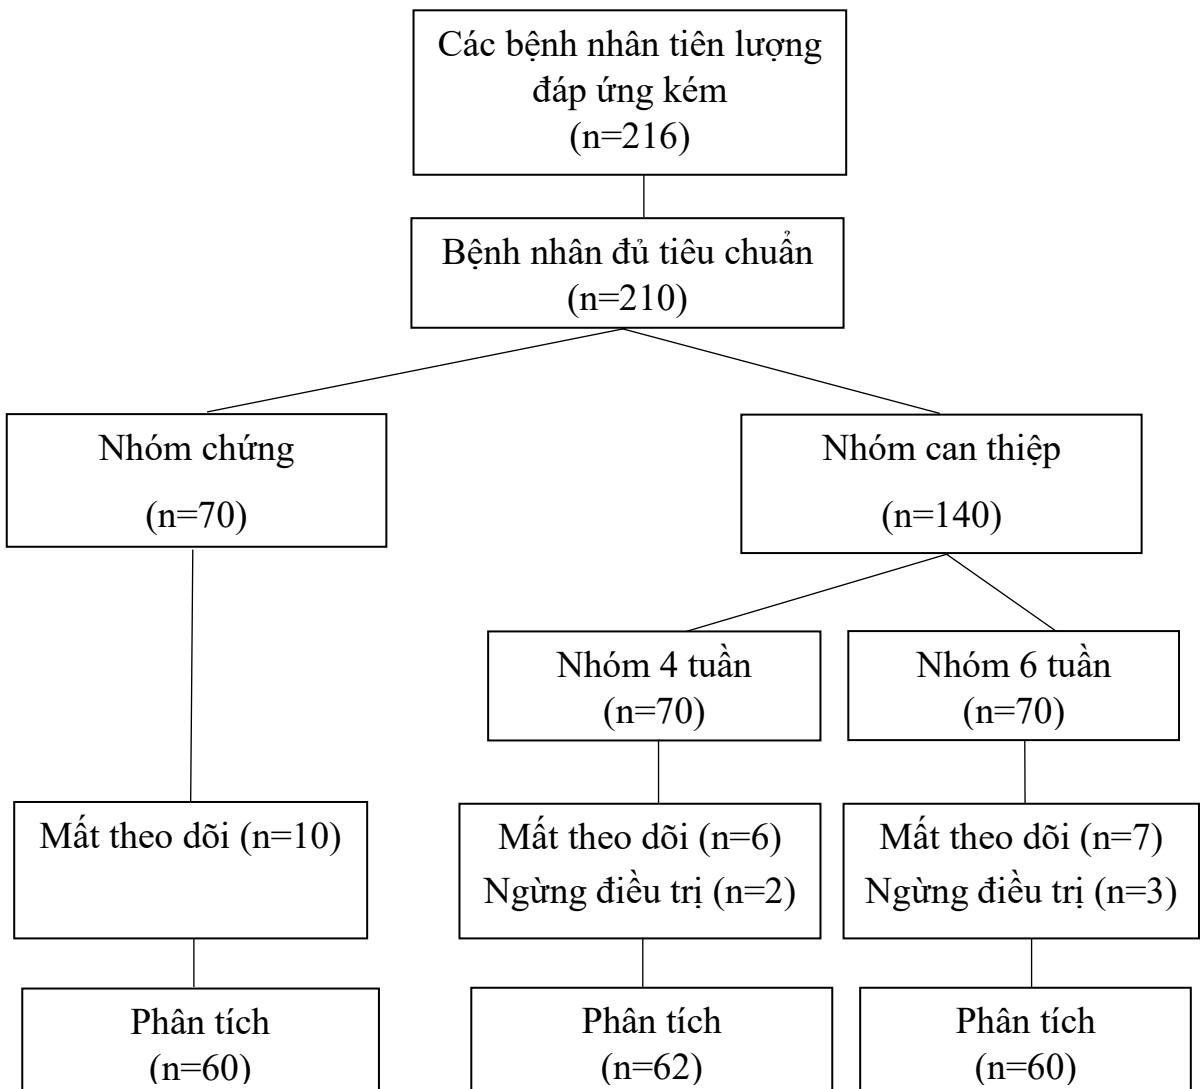 Các bệnh nhân tiên lượng
đáp ứng kém
(n=216)
Bệnh nhân đủ tiêu chuẩn
(n=210)
Nhóm chứng
(n=70)
Nhóm can thiệp
(n=140)
Nhóm 4 tuần
(n=70)
Nhóm 6 tuần
(n=70)
Mất theo dõi (n=10)
Mất theo dõi (n=6)
Ngừng điều trị (n=2)
Mất theo dõi (n=7)
Ngừng điều trị (n=3)
Phân tích
(n=60)
Phân tích
(n=62)
Phân tích
(n=60)